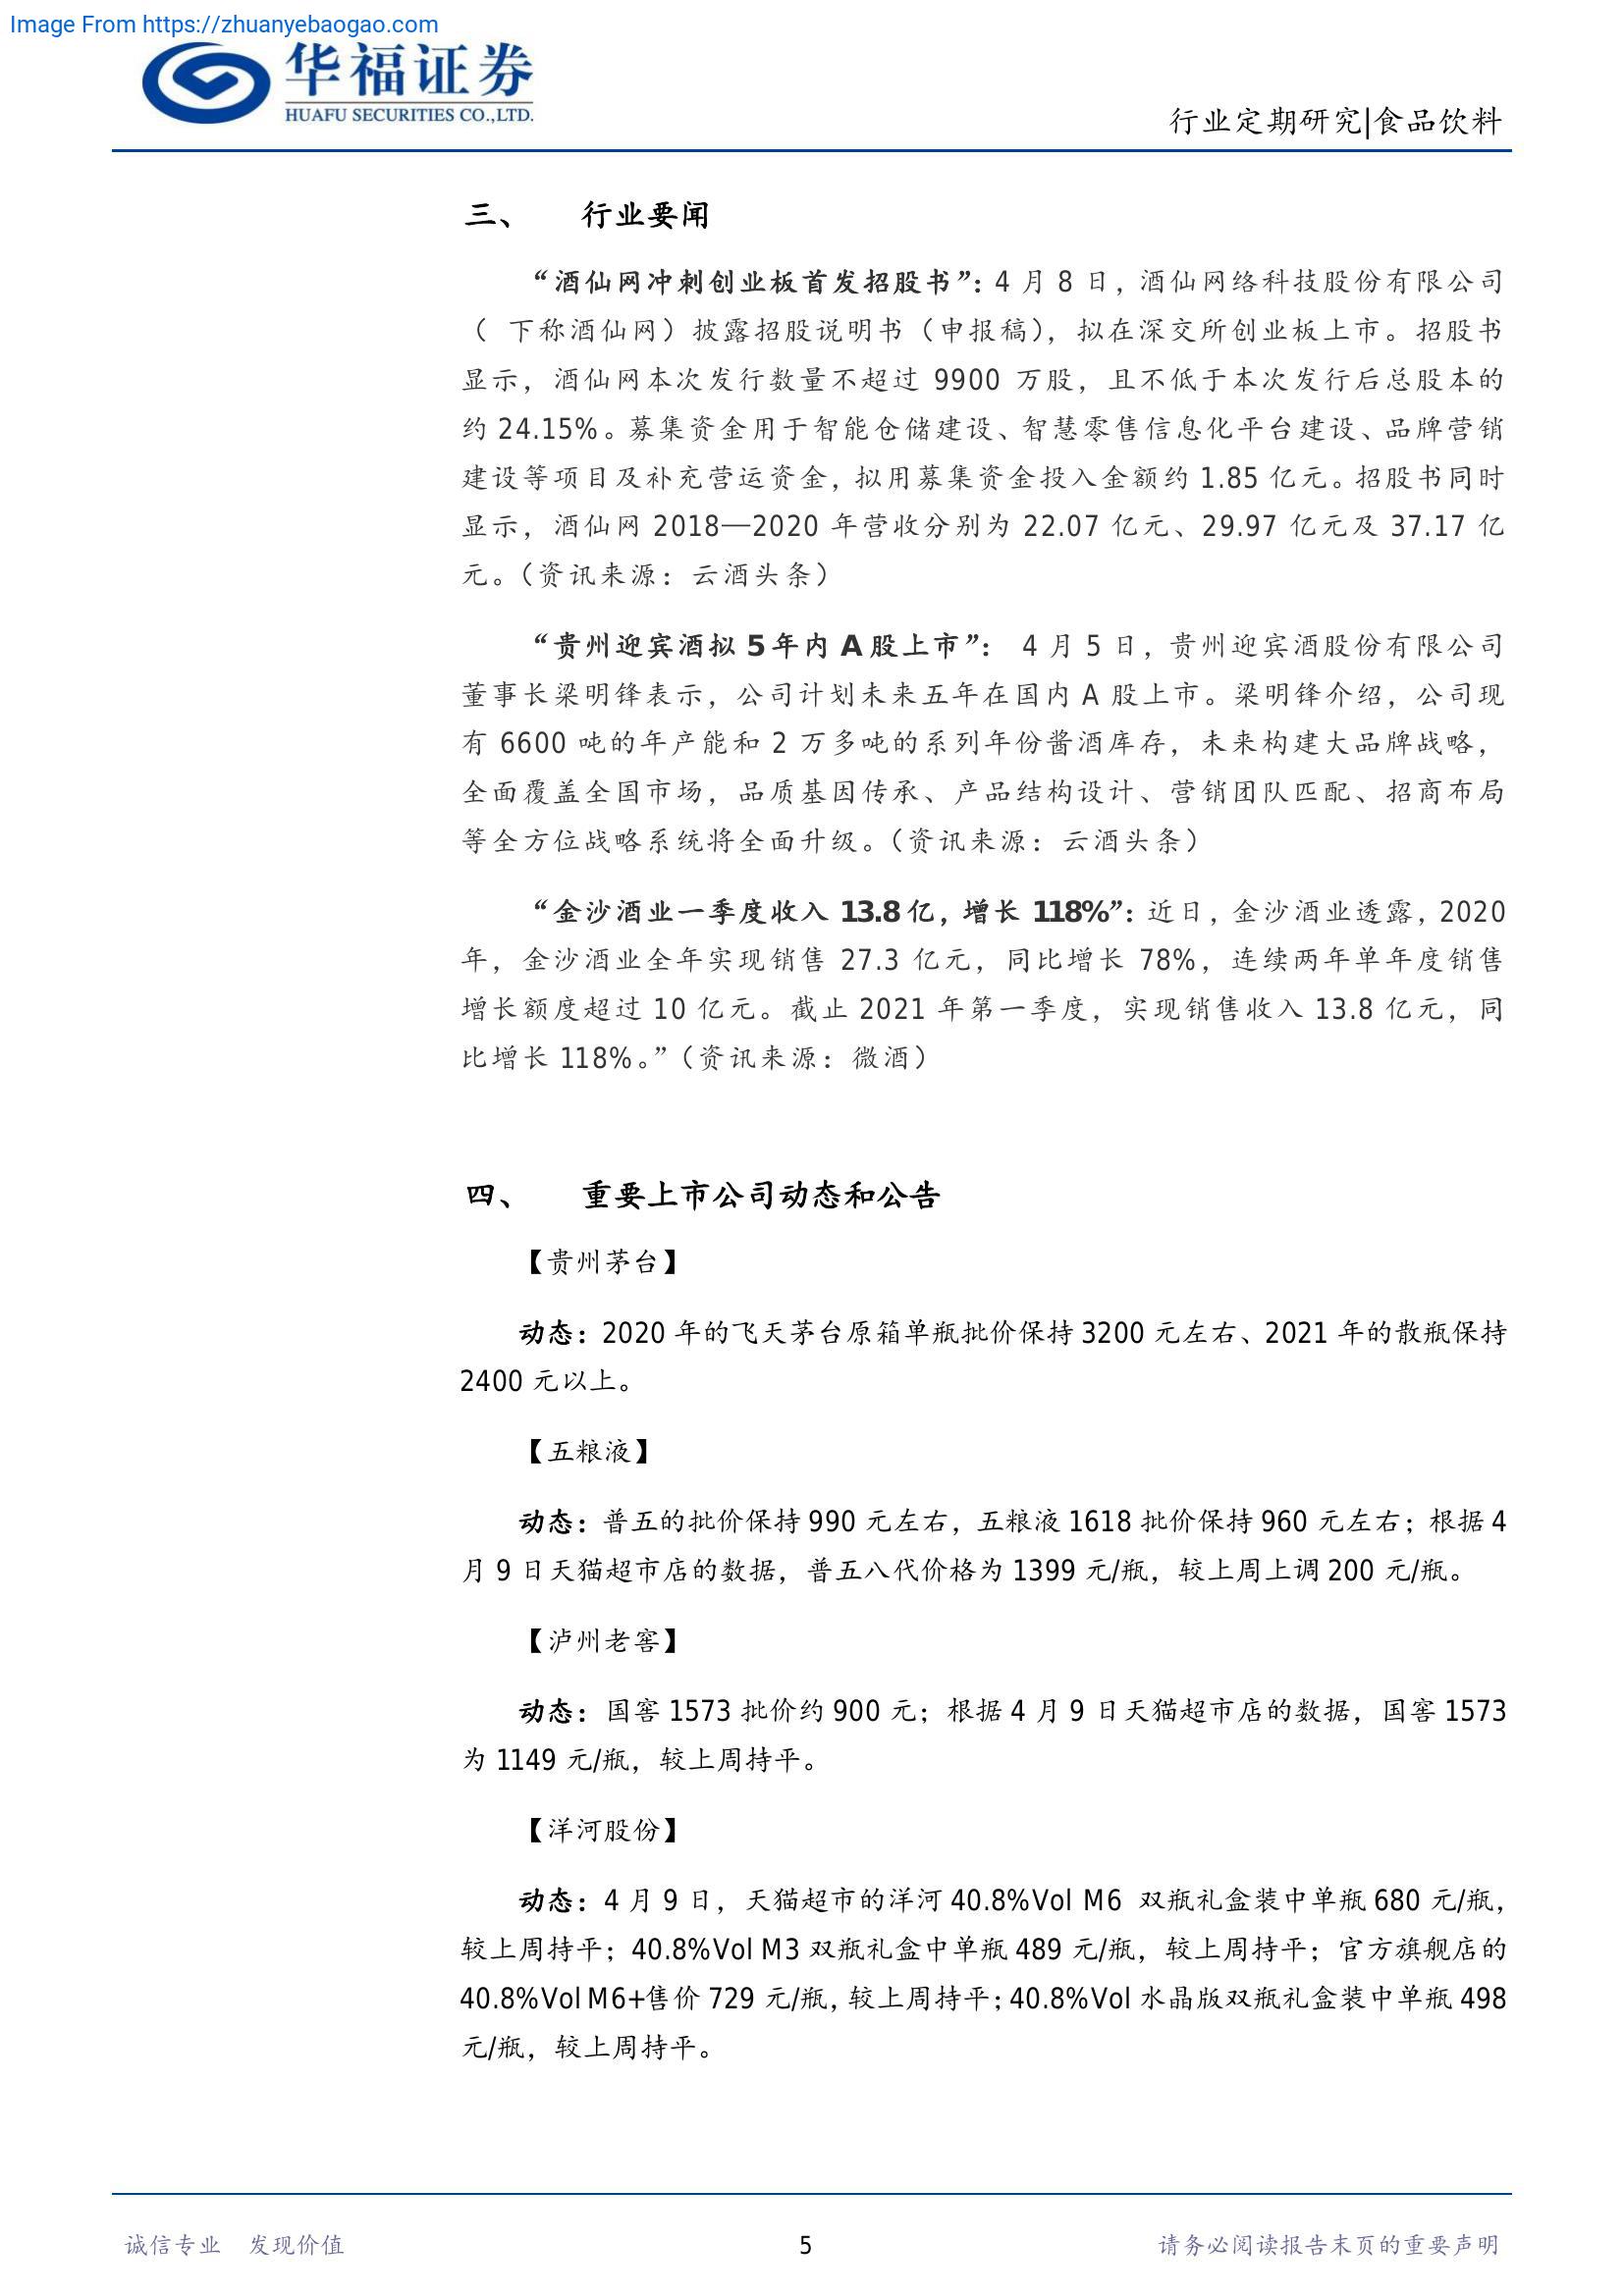 Image From https://zhuanyebaogao.com
华福证券
HUAFU SECURITIES CO.,LTD.
行业定期研究|食品饮料
三、 行业要闻
“酒仙网冲刺创业板首发招股书”：4 月 8 日，酒仙网络科技股份有限公司
（ 下称酒仙网）披露招股说明书（申报稿），拟在深交所创业板上市。招股书
显示，酒仙网本次发行数量不超过 9900 万股，且不低于本次发行后总股本的
约 24.15%。募集资金用于智能仓储建设、智慧零售信息化平台建设、品牌营销
建设等项目及补充营运资金，拟用募集资金投入金额约 1.85 亿元。招股书同时
显示，酒仙网 2018—2020 年营收分别为 22.07 亿元、29.97 亿元及 37.17 亿
元。（资讯来源：云酒头条）
“贵州迎宾酒拟 5 年内 A 股上市”： 4 月 5 日，贵州迎宾酒股份有限公司
董事长梁明锋表示，公司计划未来五年在国内 A 股上市。梁明锋介绍，公司现
有 6600 吨的年产能和 2 万多吨的系列年份酱酒库存，未来构建大品牌战略，
全面覆盖全国市场，品质基因传承、产品结构设计、营销团队匹配、招商布局
等全方位战略系统将全面升级。（资讯来源：云酒头条）
“金沙酒业一季度收入 13.8 亿，增长 118%”：近日，金沙酒业透露，2020
年，金沙酒业全年实现销售 27.3 亿元，同比增长 78%，连续两年单年度销售
增长额度超过 10 亿元。截止 2021 年第一季度，实现销售收入 13.8 亿元，同
比增长 118%。”（资讯来源：微酒）
四、 重要上市公司动态和公告
【贵州茅台】
动态：2020 年的飞天茅台原箱单瓶批价保持 3200 元左右、2021 年的散瓶保持
2400 元以上。
【五粮液】
动态：普五的批价保持 990 元左右，五粮液 1618 批价保持 960 元左右；根据 4
月 9 日天猫超市店的数据，普五八代价格为 1399 元/瓶，较上周上调 200 元/瓶。
【泸州老窖】
动态：国窖 1573 批价约 900 元；根据 4 月 9 日天猫超市店的数据，国窖 1573
为 1149 元/瓶，较上周持平。
【洋河股份】
动态：4 月 9 日，天猫超市的洋河 40.8%Vol M6 双瓶礼盒装中单瓶 680 元/瓶，
较上周持平；40.8%Vol M3 双瓶礼盒中单瓶 489 元/瓶，较上周持平；官方旗舰店的
40.8%Vol M6+售价 729 元/瓶，较上周持平；40.8%Vol 水晶版双瓶礼盒装中单瓶 498
元/瓶，较上周持平。
诚信专业 发现价值
5
请务必阅读报告末页的重要声明